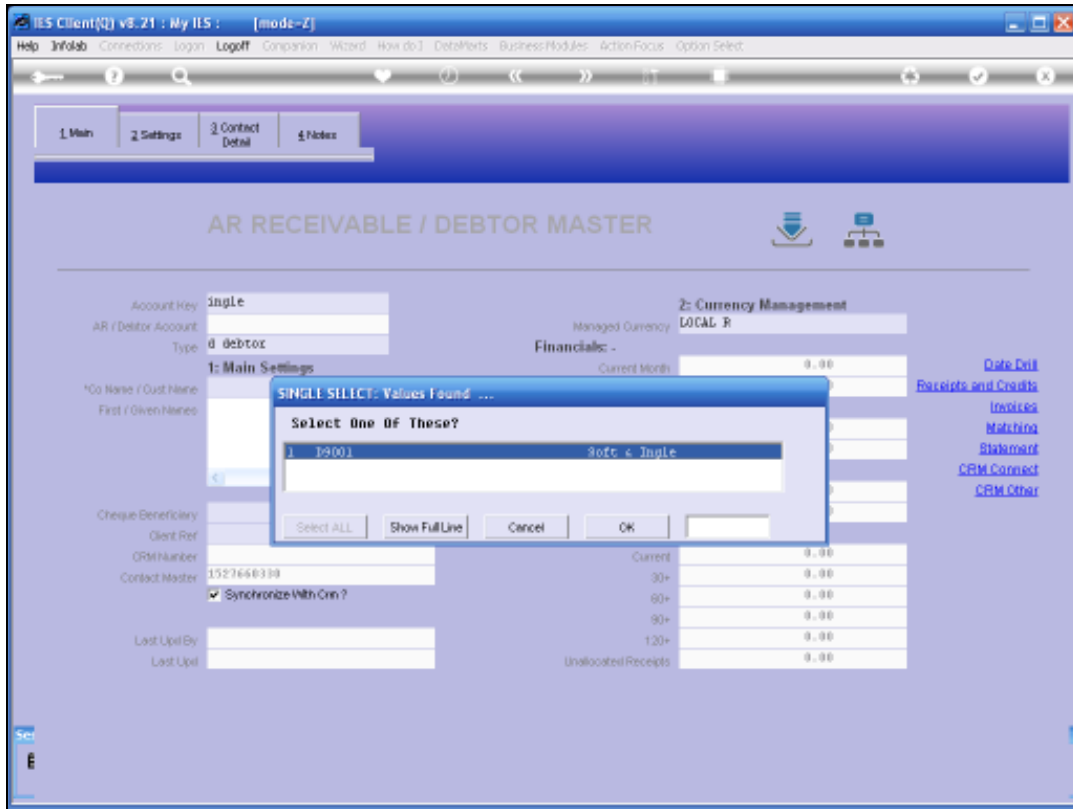 IES Client(Q) v8.21 : My IES : [mode-Z]
Help Infolab Connections Logon Logoff Companion Wizard How do I DataAlerts Business Modules Action Focus Option Select
1 Main
2 Settings
3 Contact Detail
4 Notes
AR RECEIVABLE / DEBTOR MASTER
Account Key ingle
AR / Debtor Account
Type d debtor
1: Main Settings
*Co Name / Cust Name
First / Given Names
Cheque Beneficiary
Client Ref
CRM Number
Contact Master 1527660330
Synchronize With Crm ?
Last Upd By
Last Upd
2: Currency Management
Managed Currency LOCAL R
Financials: -
Current Month 0.00
Current 0.00
30+ 0.00
60+ 0.00
90+ 0.00
120+ 0.00
Unallocated Receipts 0.00
Date Drill
Receipts and Credits
Invoices
Matching
Statement
CRM Connect
CRM Other
SINGLE SELECT: Values Found ...
Select One Of These?
1 D9001 Soft & Ingle
Select ALL
Show Full Line
Cancel
OK